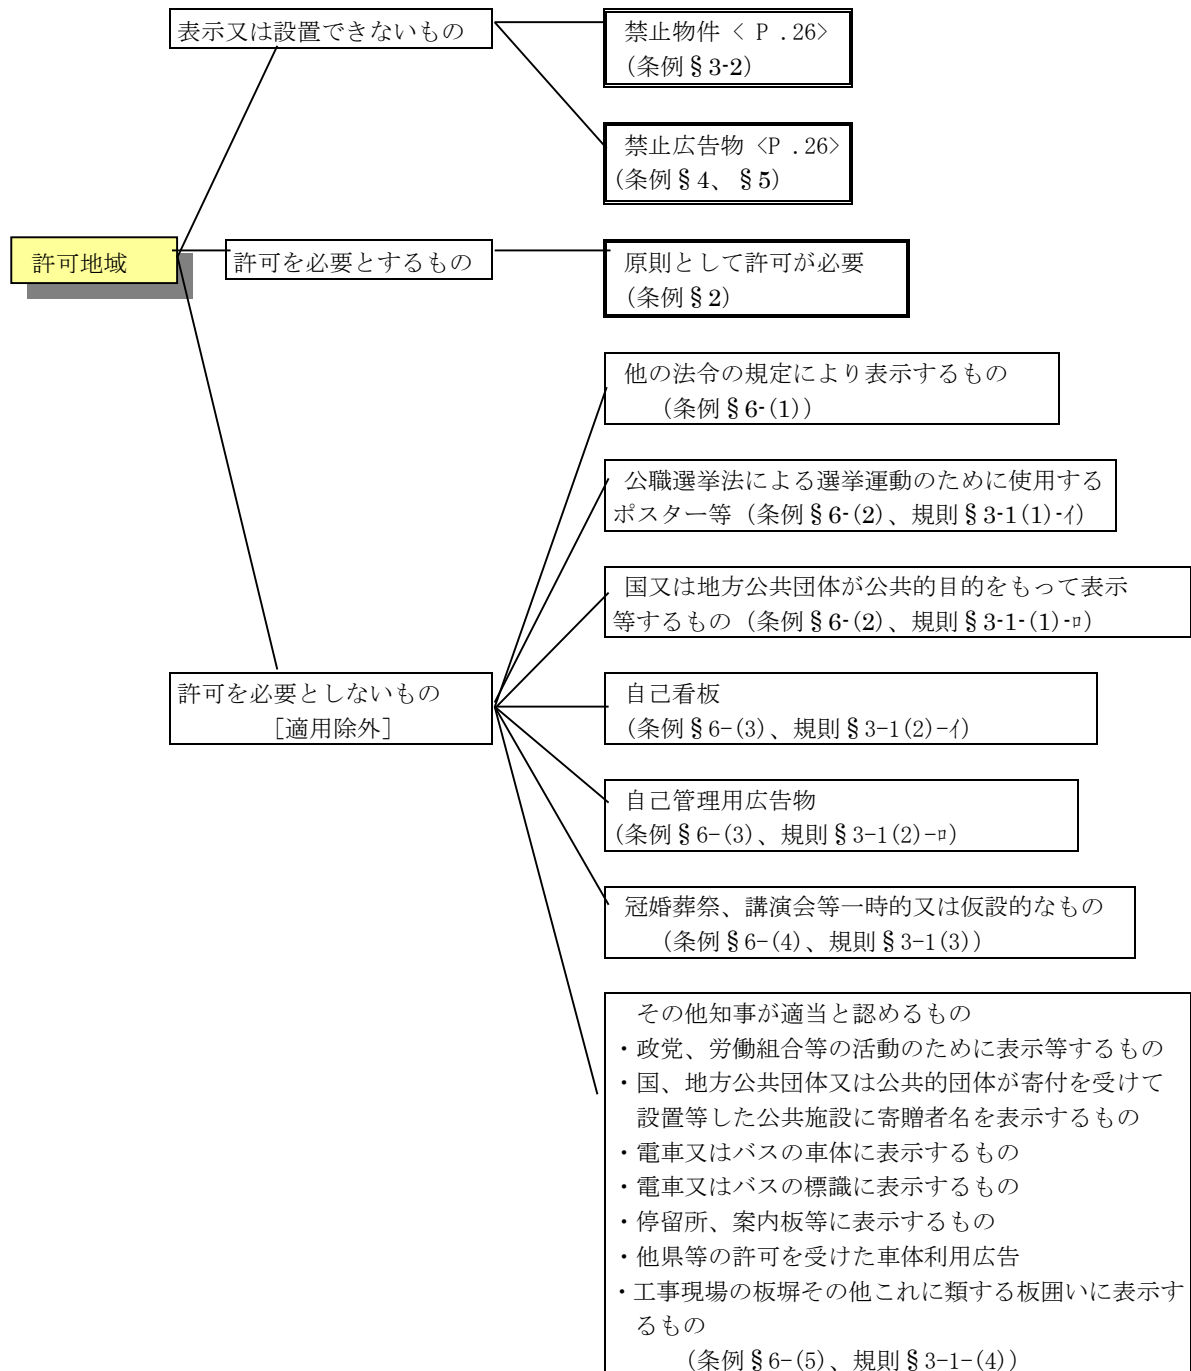 表示又は設置できないもの
禁止物件 < P .26>
(条例§3-2)
禁止広告物 <P .26>
(条例§4、§5)
許可地域
許可を必要とするもの
原則として許可が必要
(条例§2)
他の法令の規定により表示するもの
(条例§6-(1))
公職選挙法による選挙運動のために使用する
ポスター等 (条例§6-(2)、規則§3-1(1)-ｲ)
国又は地方公共団体が公共的目的をもって表示
等するもの (条例§6-(2)、規則§3-1-(1)-ﾛ)
許可を必要としないもの
[適用除外]
自己看板
(条例§6-(3)、規則§3-1(2)-ｲ)
自己管理用広告物
(条例§6-(3)、規則§3-1(2)-ﾛ)
冠婚葬祭、講演会等一時的又は仮設的なもの
(条例§6-(4)、規則§3-1(3))
その他知事が適当と認めるもの
・政党、労働組合等の活動のために表示等するもの
・国、地方公共団体又は公共的団体が寄付を受けて
設置等した公共施設に寄贈者名を表示するもの
・電車又はバスの車体に表示するもの
・電車又はバスの標識に表示するもの
・停留所、案内板等に表示するもの
・他県等の許可を受けた車体利用広告
・工事現場の板塀その他これに類する板囲いに表示す
るもの
(条例§6-(5)、規則§3-1-(4))